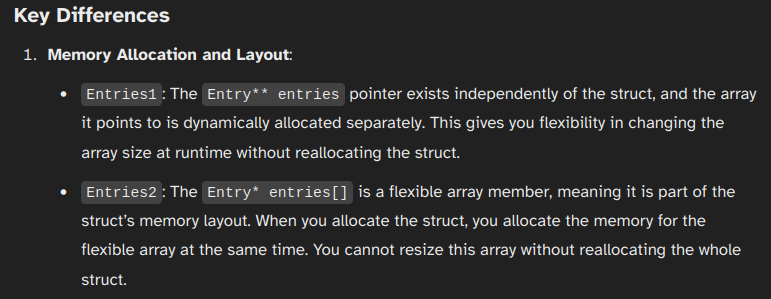 Key Differences
1. Memory Allocation and Layout:
• Entries1: The Entry** entries pointer exists independently of the struct, and the array
it points to is dynamically allocated separately. This gives you flexibility in changing the
array size at runtime without reallocating the struct.
• Entries2: The Entry* entries[] is a flexible array member, meaning it is part of the
struct’s memory layout. When you allocate the struct, you allocate the memory for the
flexible array at the same time. You cannot resize this array without reallocating the whole
struct.